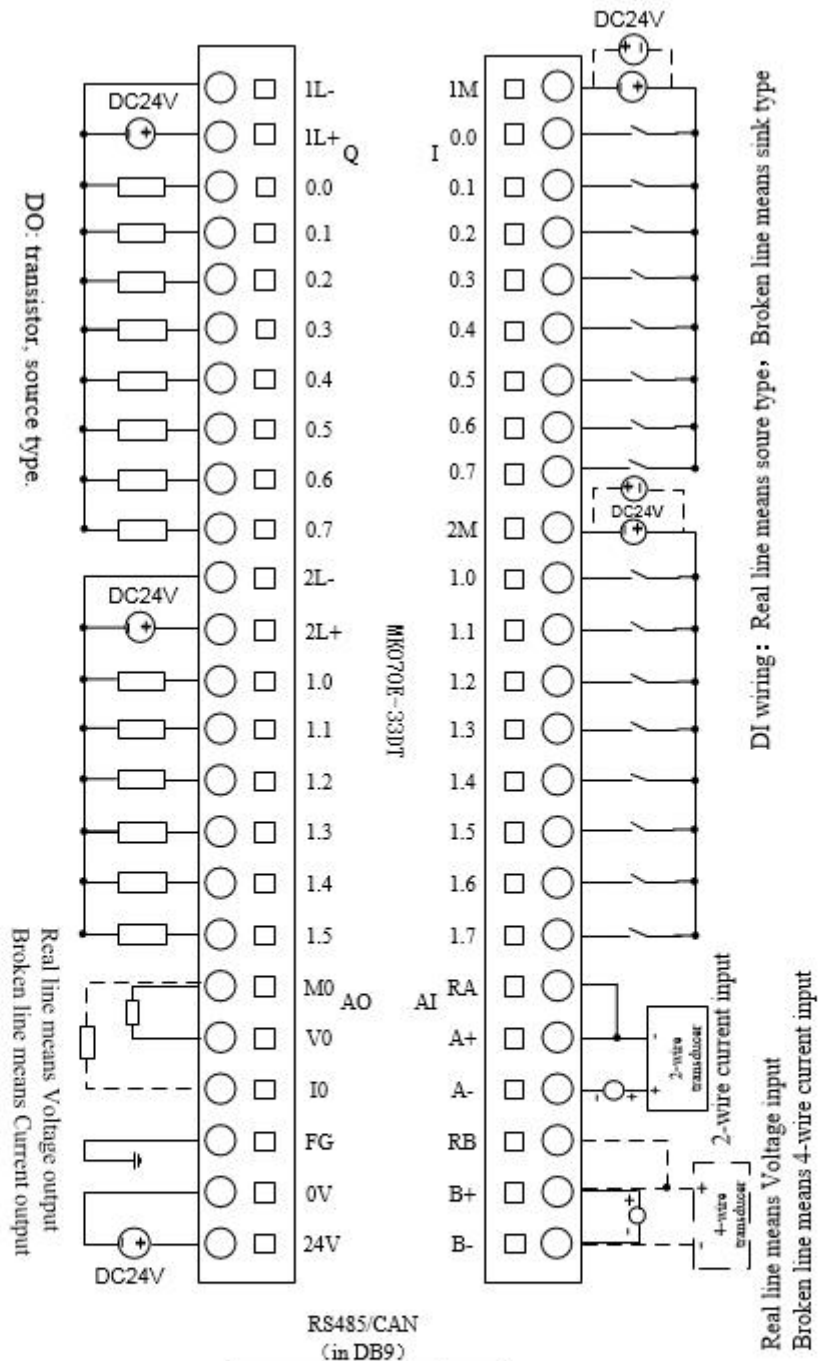 DC24V
1L-
DC24V
1L+
Q
0.0
0.1
0.2
0.3
0.4
0.5
0.6
0.7
2L-
DC24V
2L+
1.0
1.1
1.2
1.3
1.4
1.5
M0
AO
V0
I0
FG
0V
24V
DC24V
DO: transistor, source type.
Real line means Voltage output
Broken line means Current output
MK070E-33DT
1M
0.0
I
0.1
0.2
0.3
0.4
0.5
0.6
0.7
DC24V
2M
1.0
1.1
1.2
1.3
1.4
1.5
1.6
1.7
AI
RA
A+
A-
RB
B+
B-
+
-
2-wire
transducer
2-wire current input
4-wire
transducer
DI wiring: Real line means soure type, Broken line means sink type
Real line means Voltage input
Broken line means 4-wire current input
RS485/CAN
(in DB9)